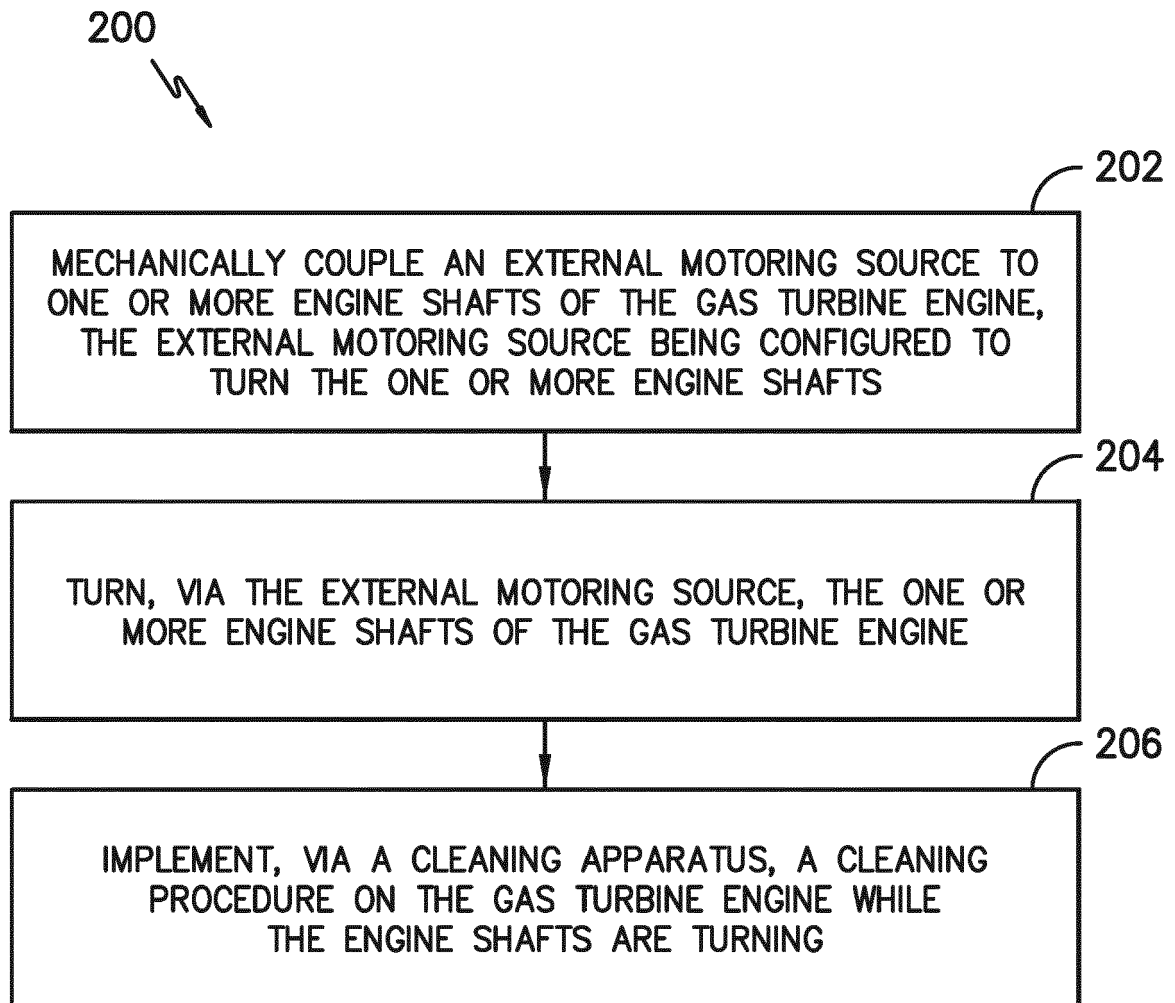 200
202
MECHANICALLY COUPLE AN EXTERNAL MOTORING SOURCE TO
ONE OR MORE ENGINE SHAFTS OF THE GAS TURBINE ENGINE,
THE EXTERNAL MOTORING SOURCE BEING CONFIGURED TO
TURN THE ONE OR MORE ENGINE SHAFTS
204
TURN, VIA THE EXTERNAL MOTORING SOURCE, THE ONE OR
MORE ENGINE SHAFTS OF THE GAS TURBINE ENGINE
206
IMPLEMENT, VIA A CLEANING APPARATUS, A CLEANING
PROCEDURE ON THE GAS TURBINE ENGINE WHILE
THE ENGINE SHAFTS ARE TURNING